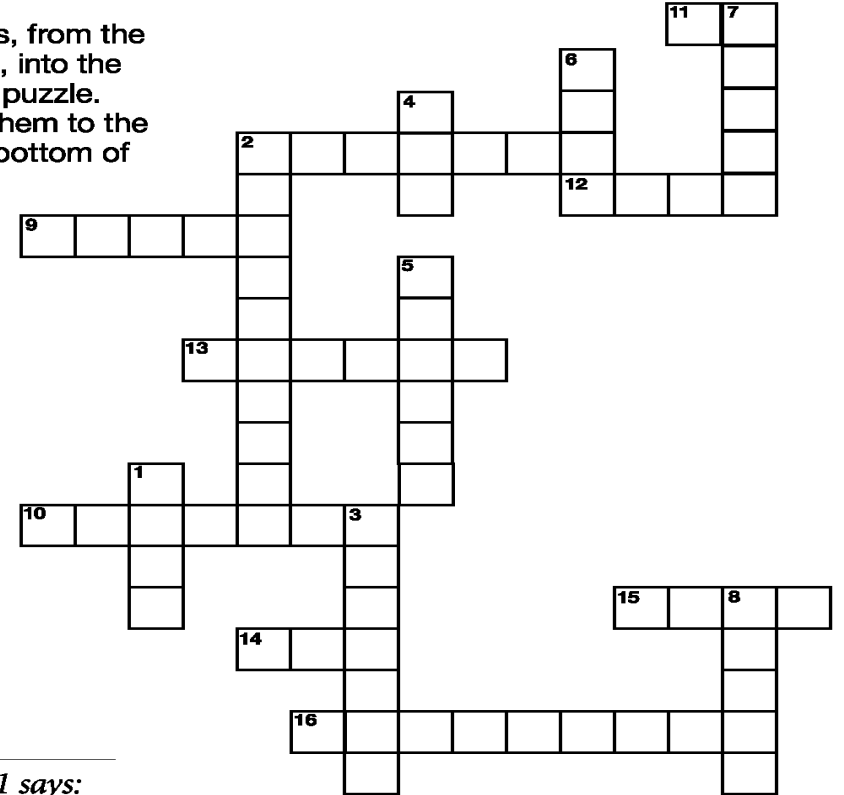 s, from the
, into the
puzzle.
hem to the
bottom of
11 7
6
4
2
12
9
5
13
1
10 3
15 8
14
16
1 says: